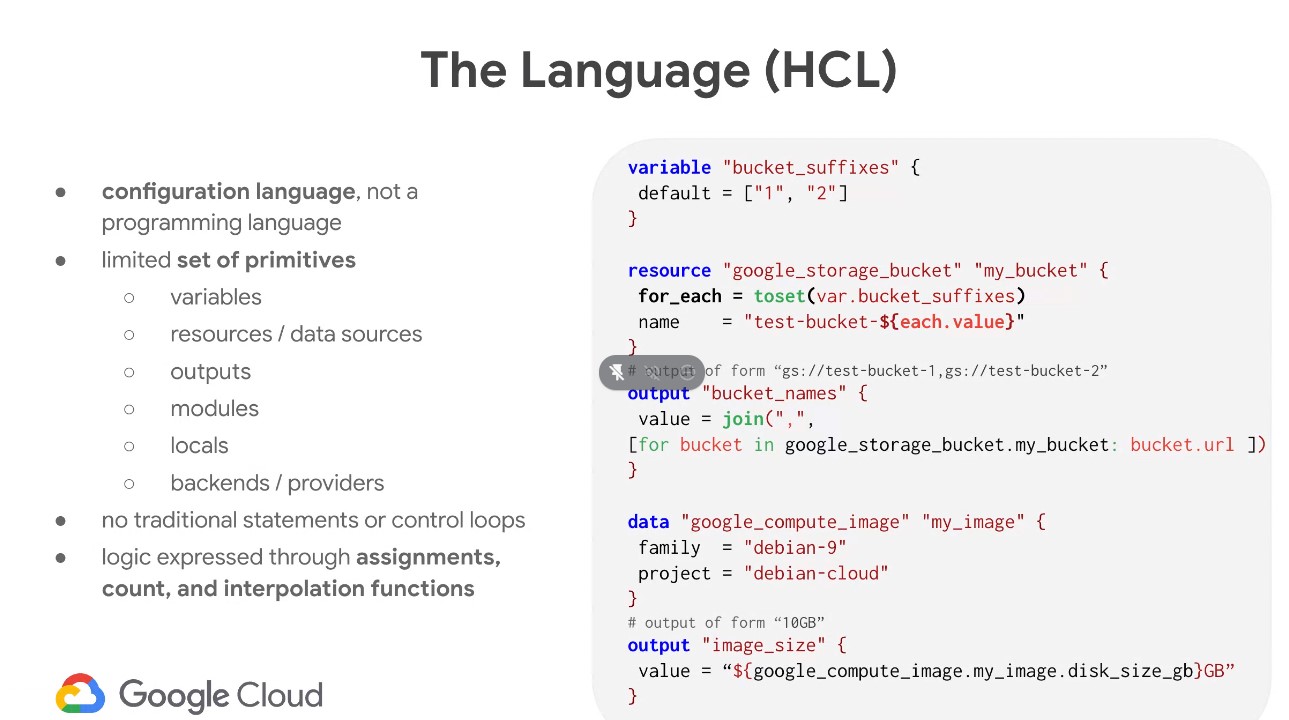 The Language (HCL)
● configuration language, not a
programming language
● limited set of primitives
○ variables
○ resources / data sources
○ outputs
○ modules
○ locals
○ backends / providers
● no traditional statements or control loops
● logic expressed through assignments,
count, and interpolation functions
Google Cloud
variable "bucket_suffixes" {
default = ["1", "2"]
}
resource "google_storage_bucket" "my_bucket" {
for_each = toset(var.bucket_suffixes)
name    = "test-bucket-${each.value}"
}
# output of form “gs://test-bucket-1,gs://test-bucket-2”
output "bucket_names" {
value = join(",",
[for bucket in google_storage_bucket.my_bucket: bucket.url ])
}
data "google_compute_image" "my_image" {
family  = "debian-9"
project = "debian-cloud"
}
# output of form “10GB”
output "image_size" {
value = “${google_compute_image.my_image.disk_size_gb}GB”
}